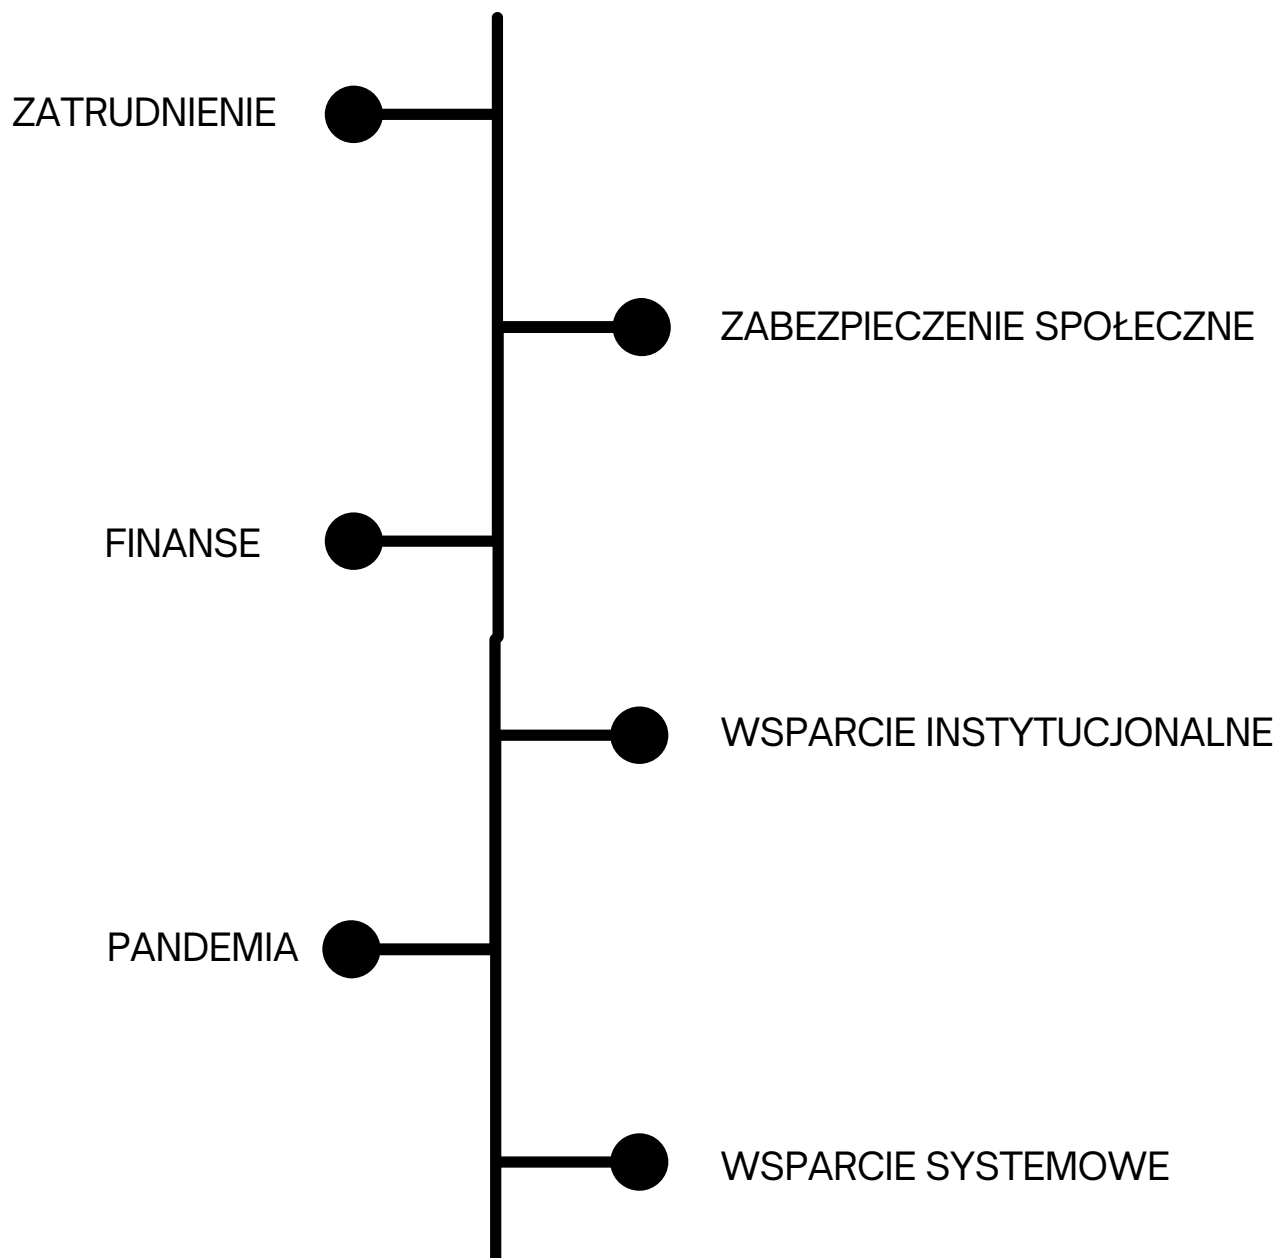 ZATRUDNIENIE
ZABEZPIECZENIE SPOŁECZNE
FINANSE
WSPARCIE INSTYTUCJONALNE
PANDEMIA
WSPARCIE SYSTEMOWE